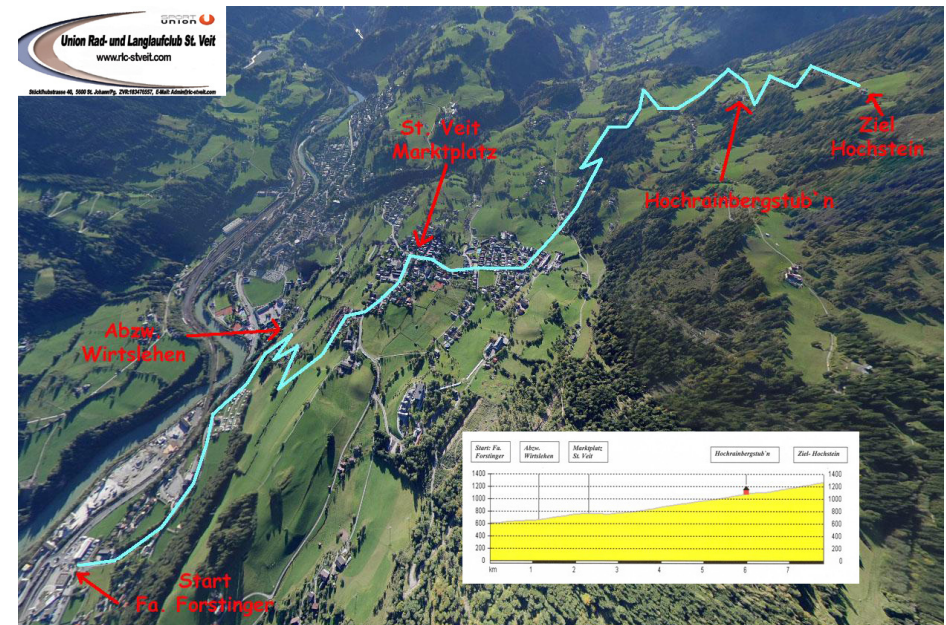 SPORT
UNION
Union Rad- und Langlaufclub St. Veit
www.rlc-stveit.com
St. Veit
Marktplatz
Ziel
Hochstein
Hochrainbergstub`n
Abzw.
Wirtslehen
Start
Fa. Forstinger
Start: Fa.
Forstinger
Abzw.
Wirtslehen
Marktplatz
St. Veit
Hochrainbergstub`n
Ziel- Hochstein
1400 1400
1200 1200
1000 1000
800 800
600 600
400 400
200 200
0 0
km 1 2 3 4 5 6 7